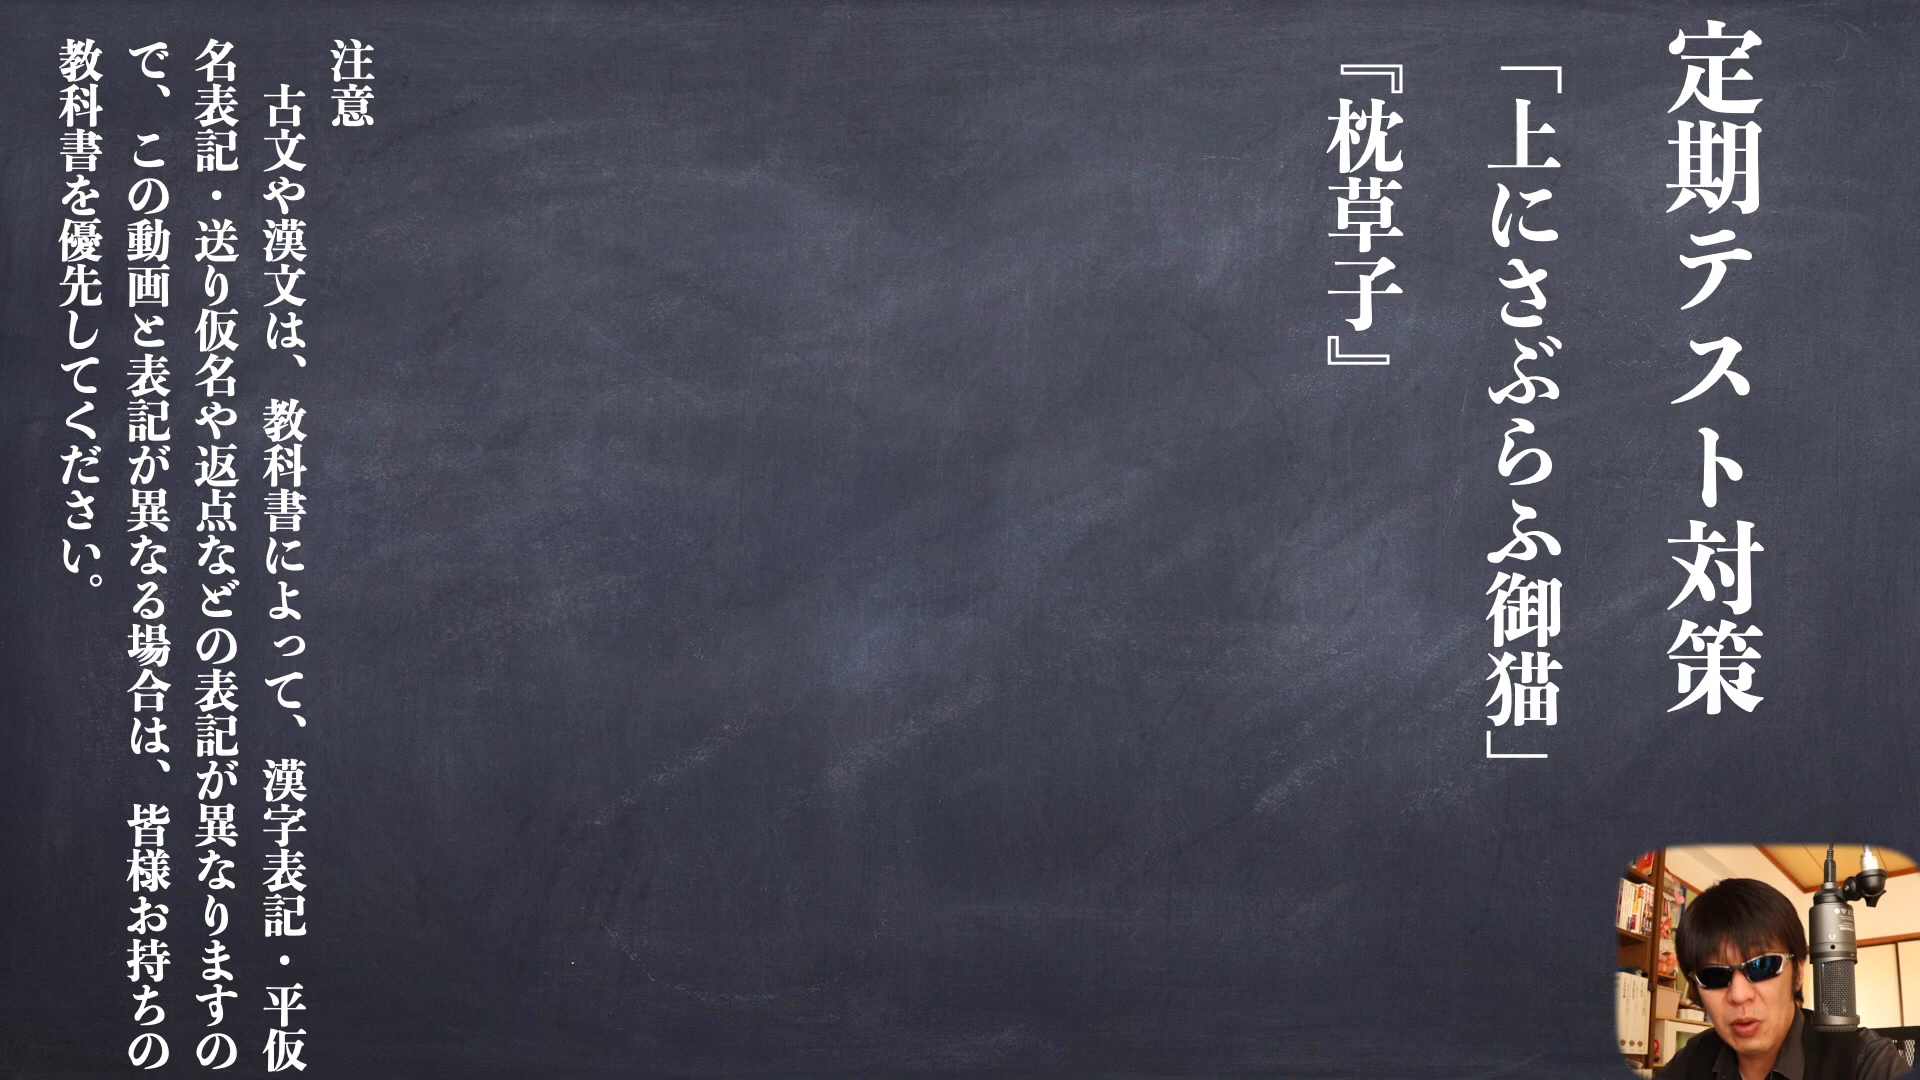 定期テスト対策
「上にさぶらふ御猫」
『枕草子』
注意
古文や漢文は、教科書によって、漢字表記・平仮
名表記・送り仮名や返点などの表記が異なりますの
で、この動画と表記が異なる場合は、皆様お持ちの
教科書を優先してください。